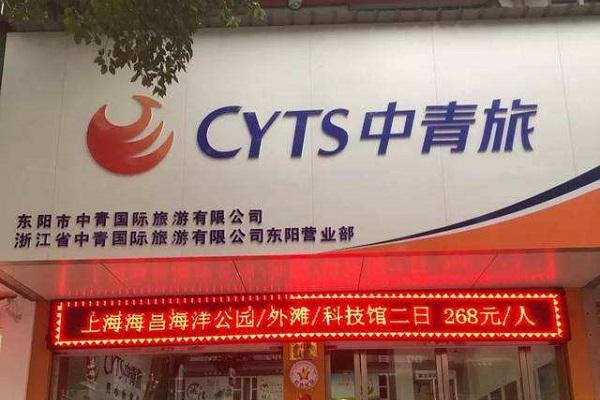 CYTS中青旅
东阳市中青国际旅游有限公司
浙江省中青国际旅游有限公司东阳营业部
上海海昌海洋公园/外滩/科技馆二日 268元/人